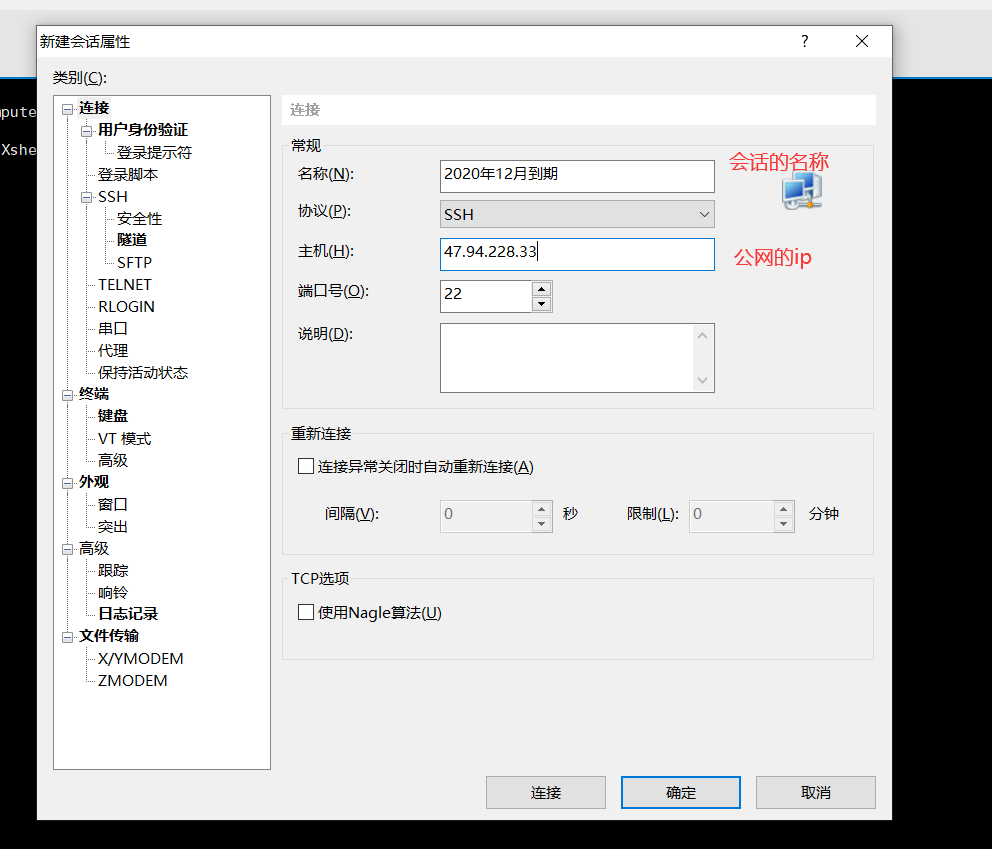 新建会话属性
?
类别(C):
mpute
Xshe
连接
用户身份验证
登录提示符
登录脚本
SSH
安全性
隧道
SFTP
TELNET
RLOGIN
串口
代理
保持活动状态
终端
键盘
VT 模式
高级
外观
窗口
突出
高级
跟踪
响铃
日志记录
文件传输
X/YMODEM
ZMODEM
连接
常规
名称(N): 2020年12月到期 会话的名称
协议(P): SSH
主机(H): 47.94.228.33 公网的ip
端口号(O): 22
说明(D):
重新连接
连接异常关闭时自动重新连接(A)
间隔(V): 0 秒 限制(L): 0 分钟
TCP选项
使用Nagle算法(U)
连接 确定 取消